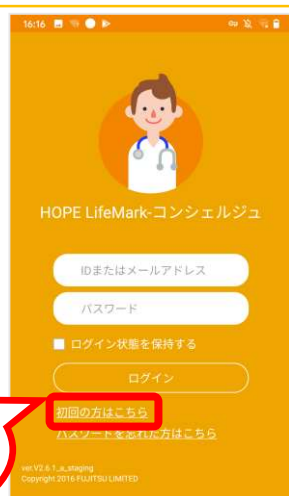 16:16
HOPE LifeMark-コンシェルジュ
IDまたはメールアドレス
パスワード
ログイン状態を保持する
ログイン
初回の方はこちら
パスワードを忘れた方はこちら
ver.V2.6.1_a_staging
Copyright 2016 FUJITSU LIMITED